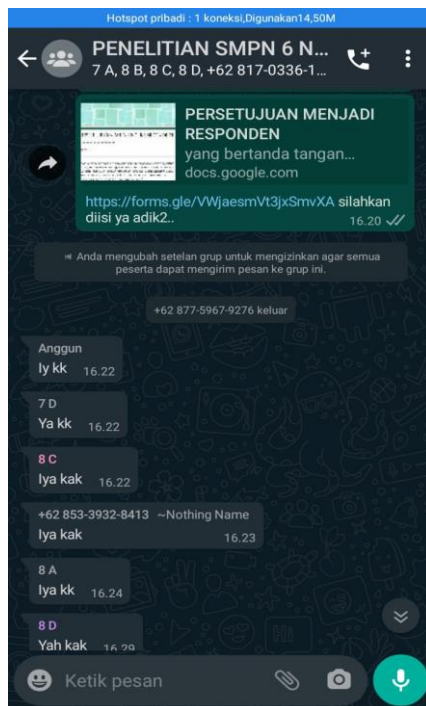 Hotspot pribadi : 1 koneksi,Digunakan14,50M
PENELITIAN SMPN 6 N...
7 A, 8 B, 8 C, 8 D, +62 817-0336-1...
PERSETUJUAN MENJADI
RESPONDEN
yang bertanda tangan...
docs.google.com
https://forms.gle/VWjaesmVt3jxSmvXA silahkan
diisi ya adik2..
16.20
Anda mengubah setelan grup untuk mengizinkan agar semua
peserta dapat mengirim pesan ke grup ini.
+62 877-5967-9276 keluar
Anggun
Iy kk 16.22
7 D
Ya kk 16.22
8 C
Iya kak 16.22
+62 853-3932-8413 ~Nothing Name
Iya kak 16.23
8 A
Iya kk 16.24
8 D
Yah kak 16.29
Ketik pesan